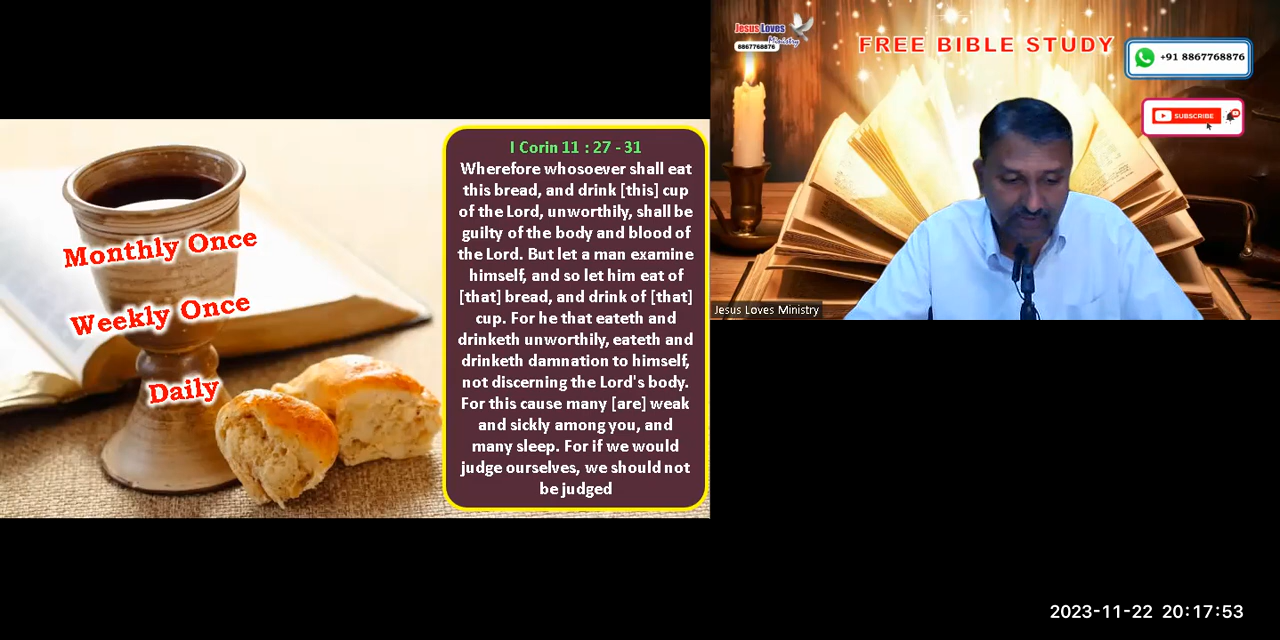 Monthly Once
Weekly Once
Daily
I Corin 11 : 27 - 31
Wherefore whosoever shall eat
this bread, and drink [this] cup
of the Lord, unworthily, shall be
guilty of the body and blood of
the Lord. But let a man examine
himself, and so let him eat of
[that] bread, and drink of [that]
cup. For he that eateth and
drinketh unworthily, eateth and
drinketh damnation to himself,
not discerning the Lord's body.
For this cause many [are] weak
and sickly among you, and
many sleep. For if we would
judge ourselves, we should not
be judged
Jesus Loves
Ministry
8867768876
FREE BIBLE STUDY
+91 8867768876
SUBSCRIBE
Jesus Loves Ministry
2023-11-22 20:17:53